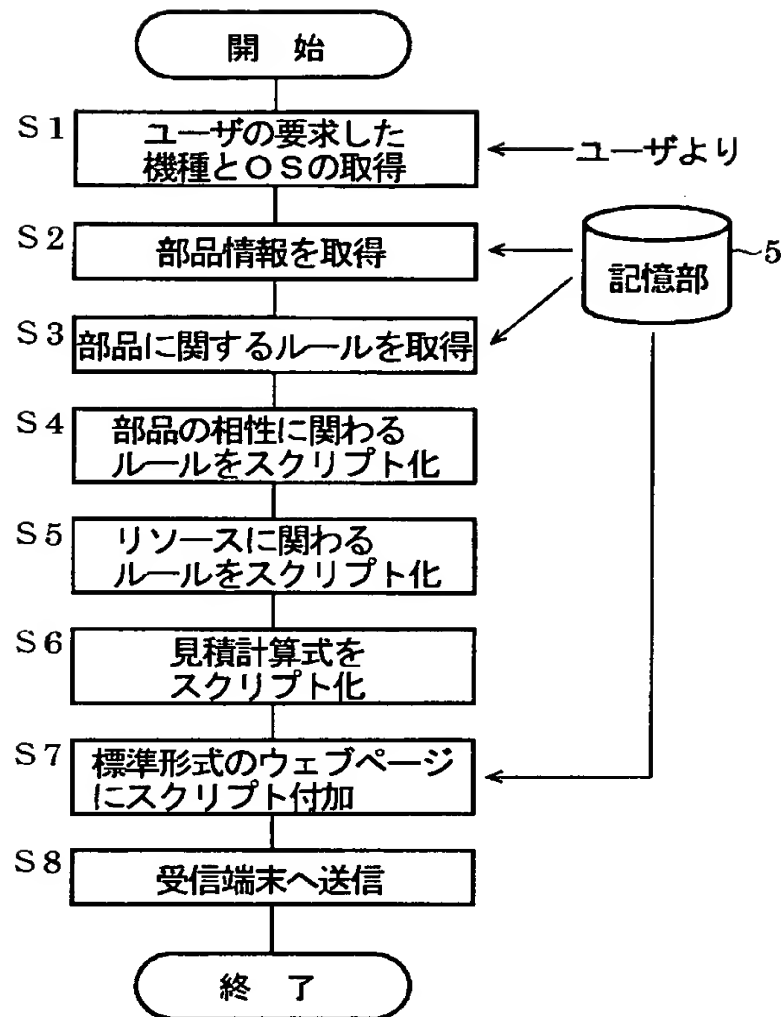 開 始
S1
ユーザの要求した
機種とOSの取得
ユーザより
S2
部品情報を取得
記憶部
~5
S3
部品に関するルールを取得
S4
部品の相性に関わる
ルールをスクリプト化
S5
リソースに関わる
ルールをスクリプト化
S6
見積計算式を
スクリプト化
S7
標準形式のウェブページ
にスクリプト付加
S8
受信端末へ送信
終 了